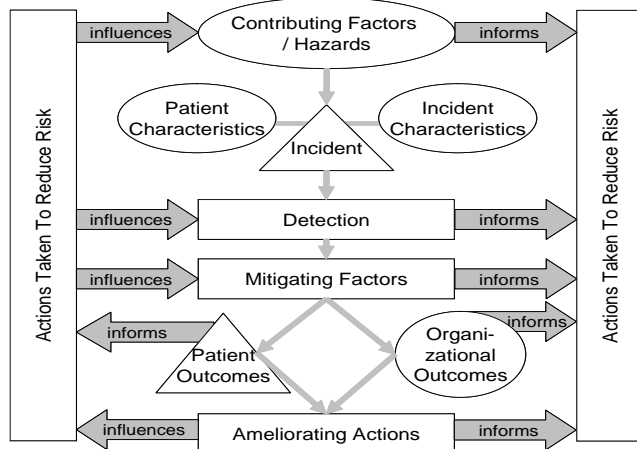 Actions Taken To Reduce Risk
influences
Contributing Factors
/ Hazards
informs
Patient
Characteristics
Incident
Characteristics
Incident
influences
Detection
informs
influences
Mitigating Factors
informs
informs
Patient
Outcomes
Organi-
zational
Outcomes
informs
influences
Ameliorating Actions
informs
Actions Taken To Reduce Risk